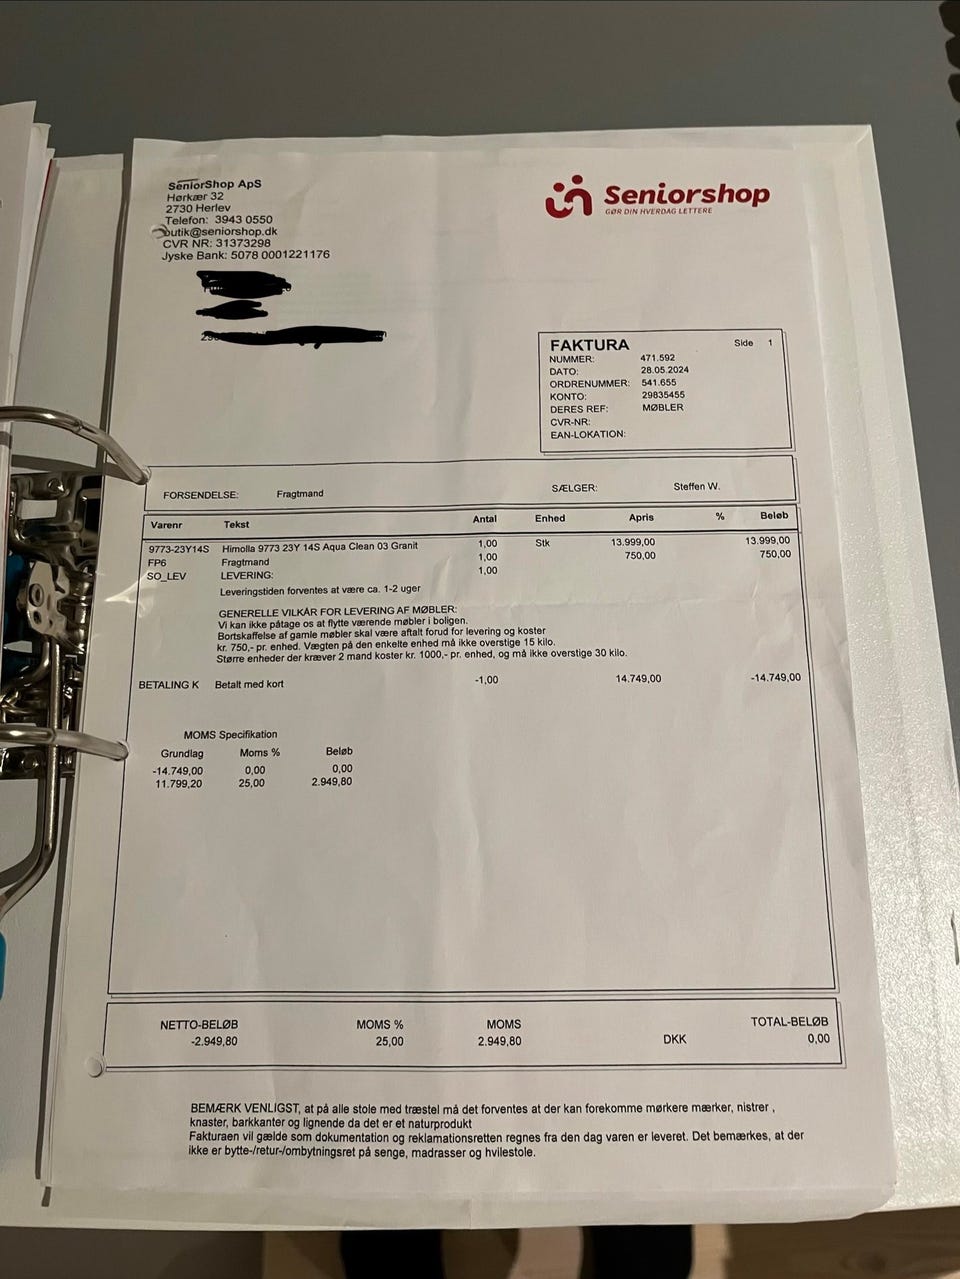 SeniorShop ApS
Hørkær 32
2730 Herlev
Telefon: 3943 0550
butik@seniorshop.dk
CVR NR: 31373298
Jyske Bank: 5078 0001221176
Seniorshop
GØR DIN HVERDAG LETTERE
FAKTURA Side 1
NUMMER: 471.592
DATO: 28.05.2024
ORDRENUMMER: 541.655
KONTO: 29835455
DERES REF: MØBLER
CVR-NR:
EAN-LOKATION:
FORSENDELSE: Fragtmand SÆLGER: Steffen W.
Varenr Tekst Antal Enhed Apris % Beløb
9773-23Y14S Himolla 9773 23Y 14S Aqua Clean 03 Granit 1,00 Stk 13.999,00 13.999,00
FP6 Fragtmand 1,00 750,00 750,00
SO_LEV LEVERING: 1,00
Leveringstiden forventes at være ca. 1-2 uger
GENERELLE VILKÅR FOR LEVERING AF MØBLER:
Vi kan ikke påtage os at flytte værende møbler i boligen.
Bortskaffelse af gamle møbler skal være aftalt forud for levering og koster
kr. 750,- pr. enhed. Vægten på den enkelte enhed må ikke overstige 15 kilo.
Større enheder der kræver 2 mand koster kr. 1000,- pr. enhed, og må ikke overstige 30 kilo.
BETALING K Betalt med kort -1,00 14.749,00 -14.749,00
MOMS Specifikation
Grundlag Moms % Beløb
-14.749,00 0,00 0,00
11.799,20 25,00 2.949,80
NETTO-BELØB MOMS % MOMS TOTAL-BELØB
-2.949,80 25,00 2.949,80 DKK 0,00
BEMÆRK VENLIGST, at på alle stole med træstel må det forventes at der kan forekomme mørkere mærker, nistrer ,
knaster, barkkanter og lignende da det er et naturprodukt
Fakturaen vil gælde som dokumentation og reklamationsretten regnes fra den dag varen er leveret. Det bemærkes, at der
ikke er bytte-/retur-/ombytningsret på senge, madrasser og hvilestole.